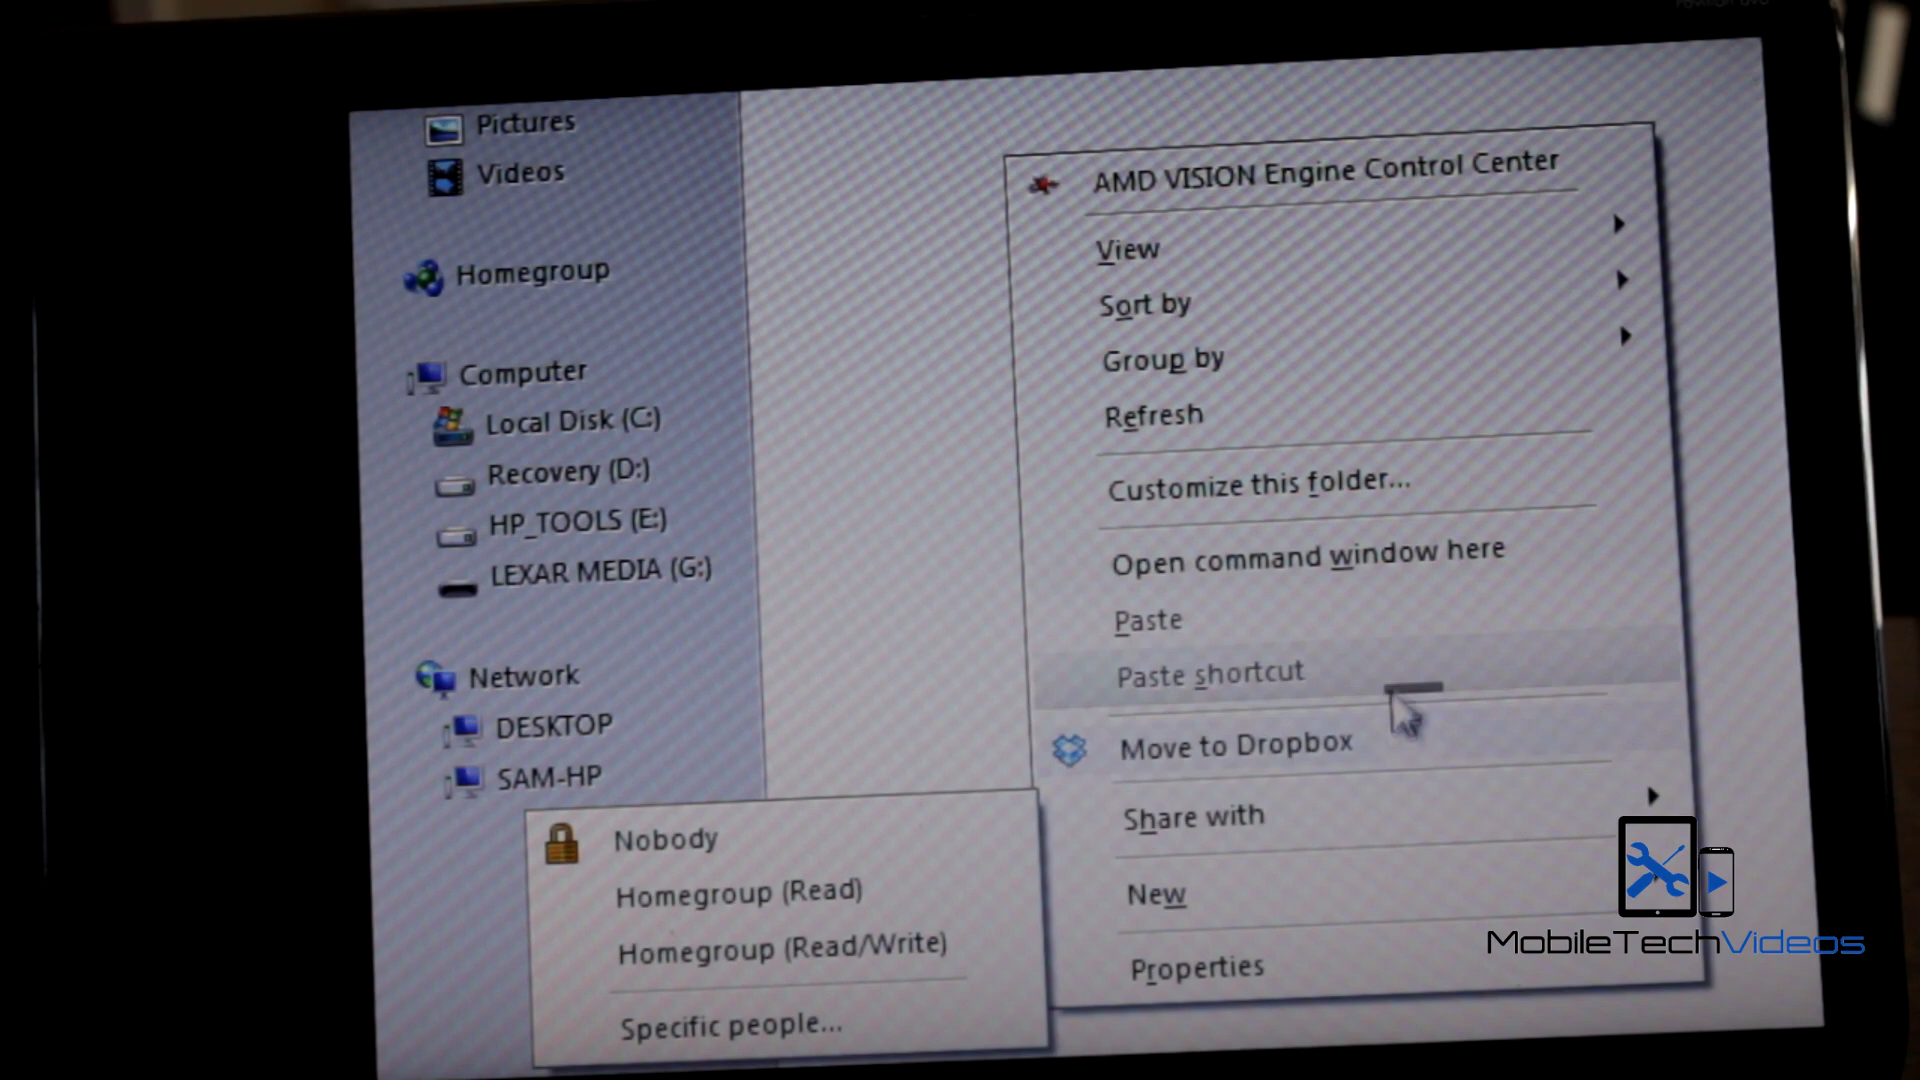 Pictures
Videos
Homegroup
Computer
Local Disk (C:)
Recovery (D:)
HP_TOOLS (E:)
LEXAR MEDIA (G:)
Network
DESKTOP
SAM-HP
AMD VISION Engine Control Center
View
Sort by
Group by
Refresh
Customize this folder...
Open command window here
Paste
Paste shortcut
Move to Dropbox
Share with
New
Properties
Nobody
Homegroup (Read)
Homegroup (Read/Write)
Specific people...
MobileTechVideos